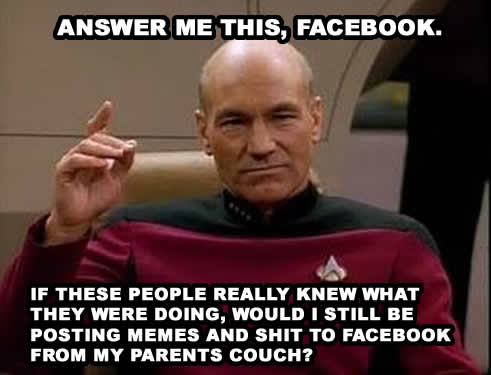 ANSWER ME THIS, FACEBOOK.
IF THESE PEOPLE REALLY KNEW WHAT
THEY WERE DOING, WOULD I STILL BE
POSTING MEMES AND SHIT TO FACEBOOK
FROM MY PARENTS COUCH?